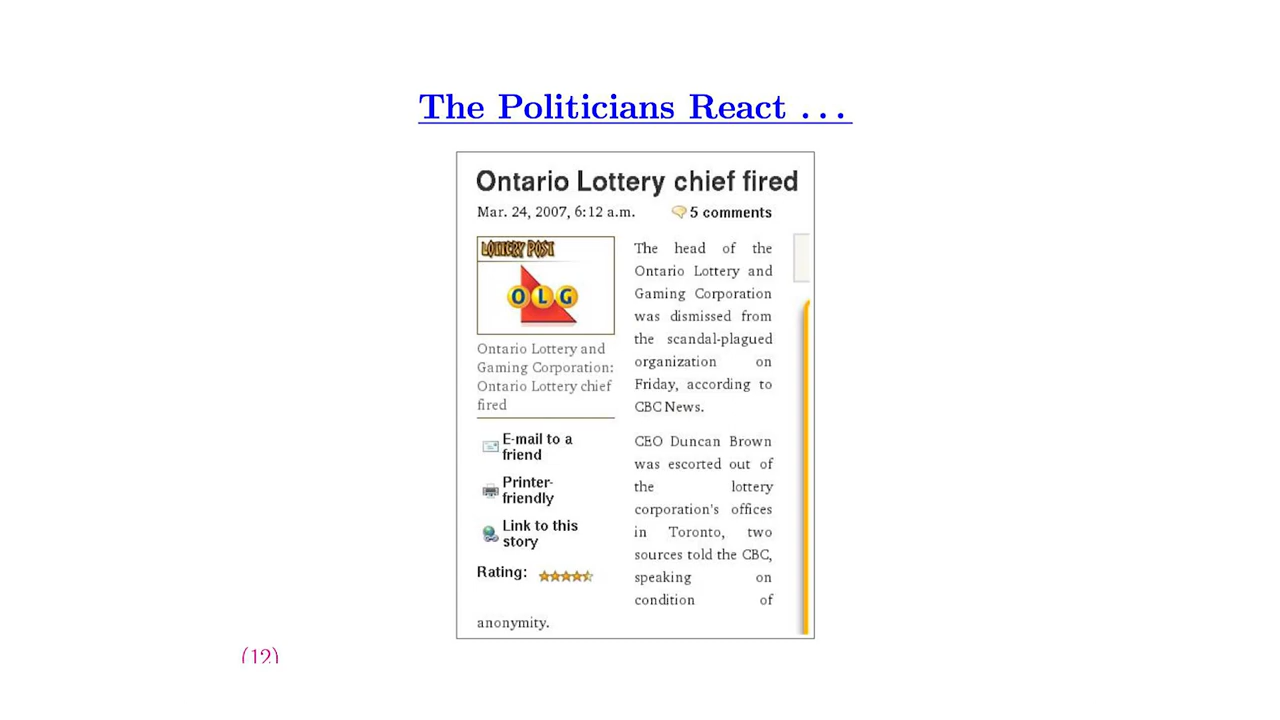 The Politicians React ...
Ontario Lottery chief fired
Mar. 24, 2007, 6:12 a.m.
5 comments
LOTTERY POST
OLG
Ontario Lottery and
Gaming Corporation:
Ontario Lottery chief
fired
E-mail to a
friend
Printer-
friendly
Link to this
story
Rating:
The head of the
Ontario Lottery and
Gaming Corporation
was dismissed from
the scandal-plagued
organization on
Friday, according to
CBC News.
CEO Duncan Brown
was escorted out of
the lottery
corporation's offices
in Toronto, two
sources told the CBC,
speaking on
condition of
anonymity.
(12)